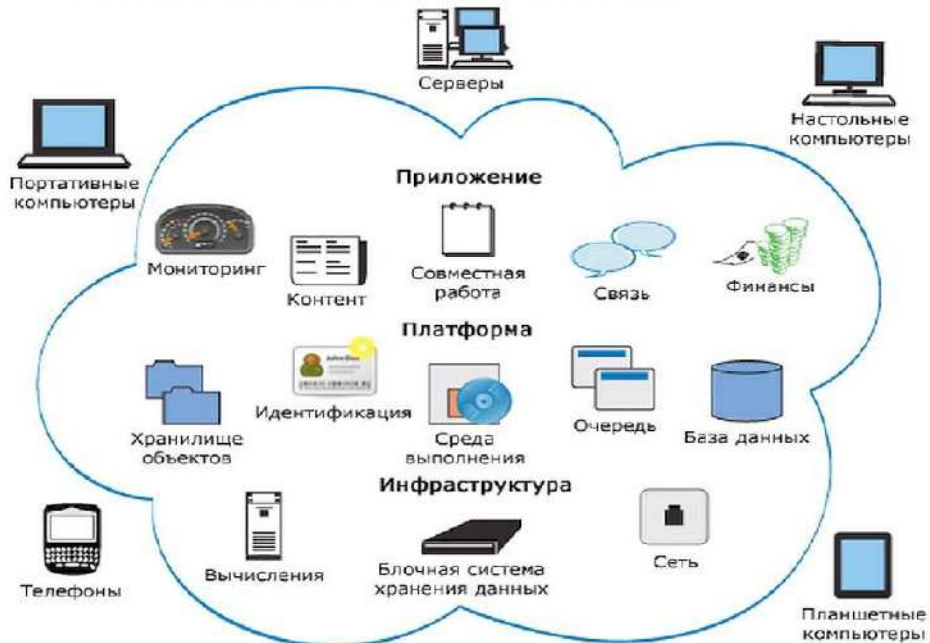 Серверы
Настольные
компьютеры
Портативные
компьютеры
Приложение
Мониторинг
Контент
Совместная
работа
Связь
Финансы
Платформа
Хранилище
объектов
Идентификация
Среда
выполнения
Очередь
База данных
Инфраструктура
Вычисления
Блочная система
хранения данных
Сеть
Телефоны
Планшетные
компьютеры